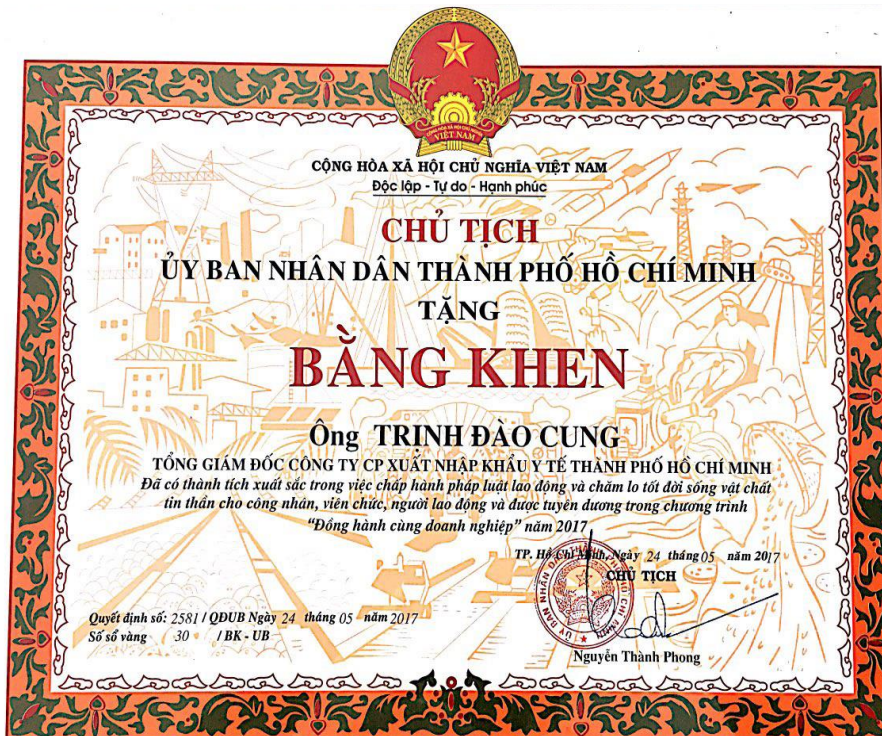 CỘNG HÒA XÃ HỘI CHỦ NGHĨA VIỆT NAM
Độc lập - Tự do - Hạnh phúc
CHỦ TỊCH
ỦY BAN NHÂN DÂN THÀNH PHỐ HỒ CHÍ MINH
TẶNG
BẰNG KHEN
Ông TRINH ĐÀO CUNG
TỔNG GIÁM ĐỐC CÔNG TY CP XUẤT NHẬP KHẨU Y TẾ THÀNH PHỐ HỒ CHÍ MINH
Đã có thành tích xuất sắc trong việc chấp hành pháp luật lao động và chăm lo tốt đời sống vật chất
tin thần cho công nhân, viên chức, người lao động và được tuyên dương trong chương trình
“Đồng hành cùng doanh nghiệp” năm 2017
TP. Hồ Chí Minh, Ngày 24 tháng 05 năm 2017
CHỦ TỊCH
Quyết định số: 2581 / QĐUB Ngày 24 tháng 05 năm 2017
Số sổ vàng 30 / BK - UB
Nguyễn Thành Phong